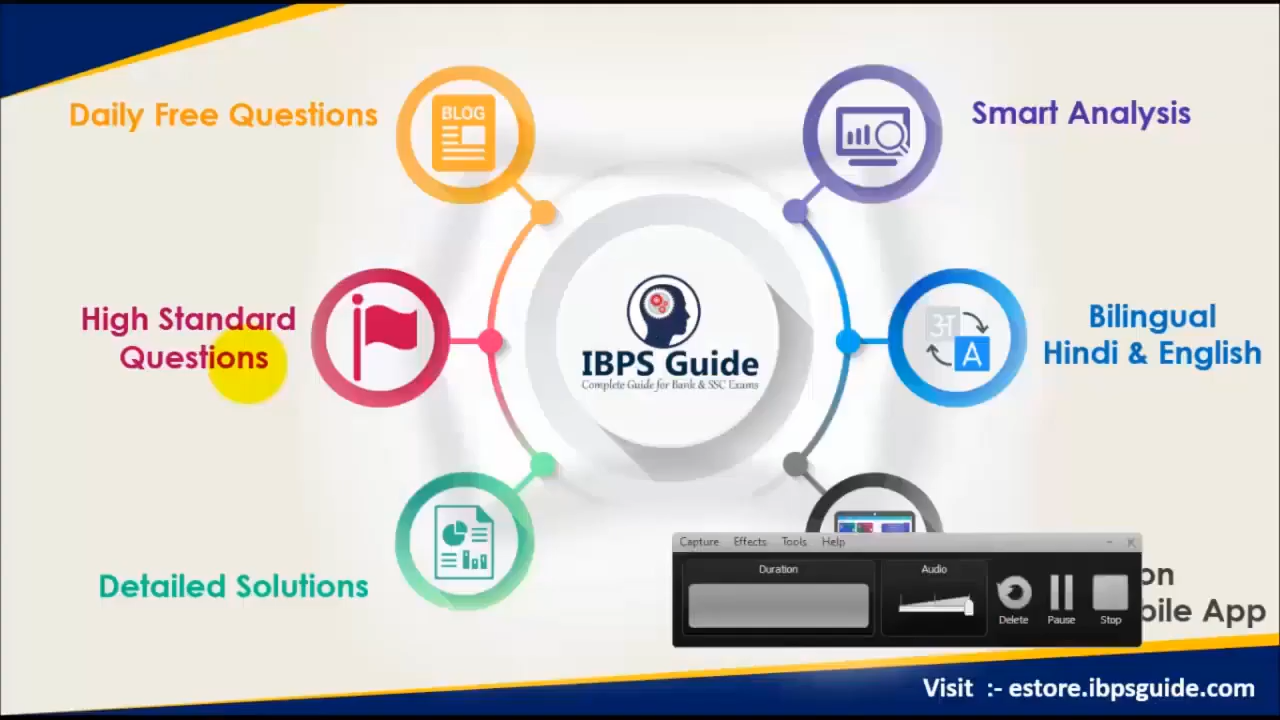 Daily Free Questions
BLOG
Smart Analysis
High Standard
Questions
IBPS Guide
Complete Guide for Bank & SSC Exams
अ
A
Bilingual
Hindi & English
Detailed Solutions
Capture Effects Tools Help
Duration
Audio
Delete Pause Stop
App
Visit :- estore.ibpsguide.com